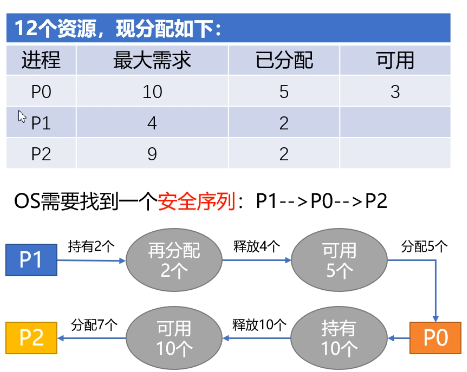 12个资源，现分配如下：
进程 最大需求 已分配 可用
P0 10 5 3
P1 4 2
P2 9 2
OS需要找到一个安全序列：P1-->P0-->P2
P1 持有2个 再分配2个 释放4个 可用5个 分配5个
P2 分配7个 可用10个 释放10个 持有10个 P0